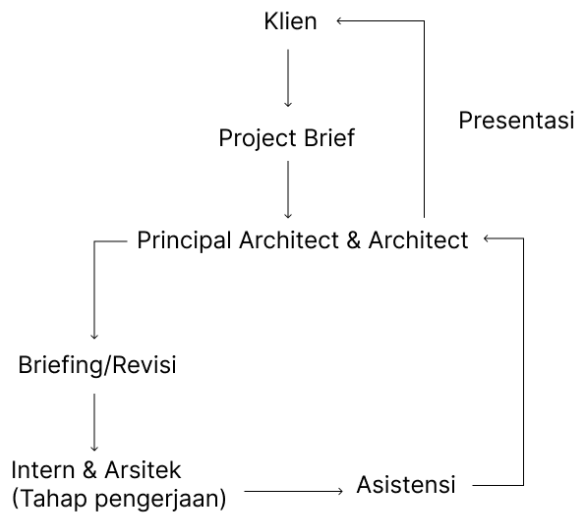 Klien
Presentasi
Project Brief
Principal Architect & Architect
Briefing/Revisi
Intern & Arsitek
(Tahap pengerjaan)
Asistensi